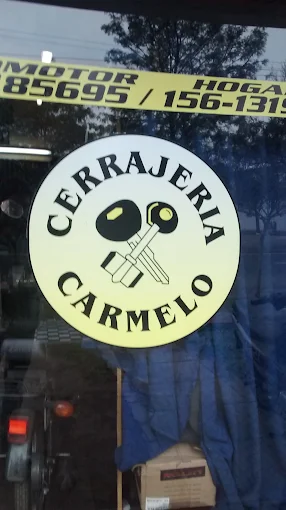 MOTOR HOGA
85695 / 156-1319
CERRAJERIA
CARMELO